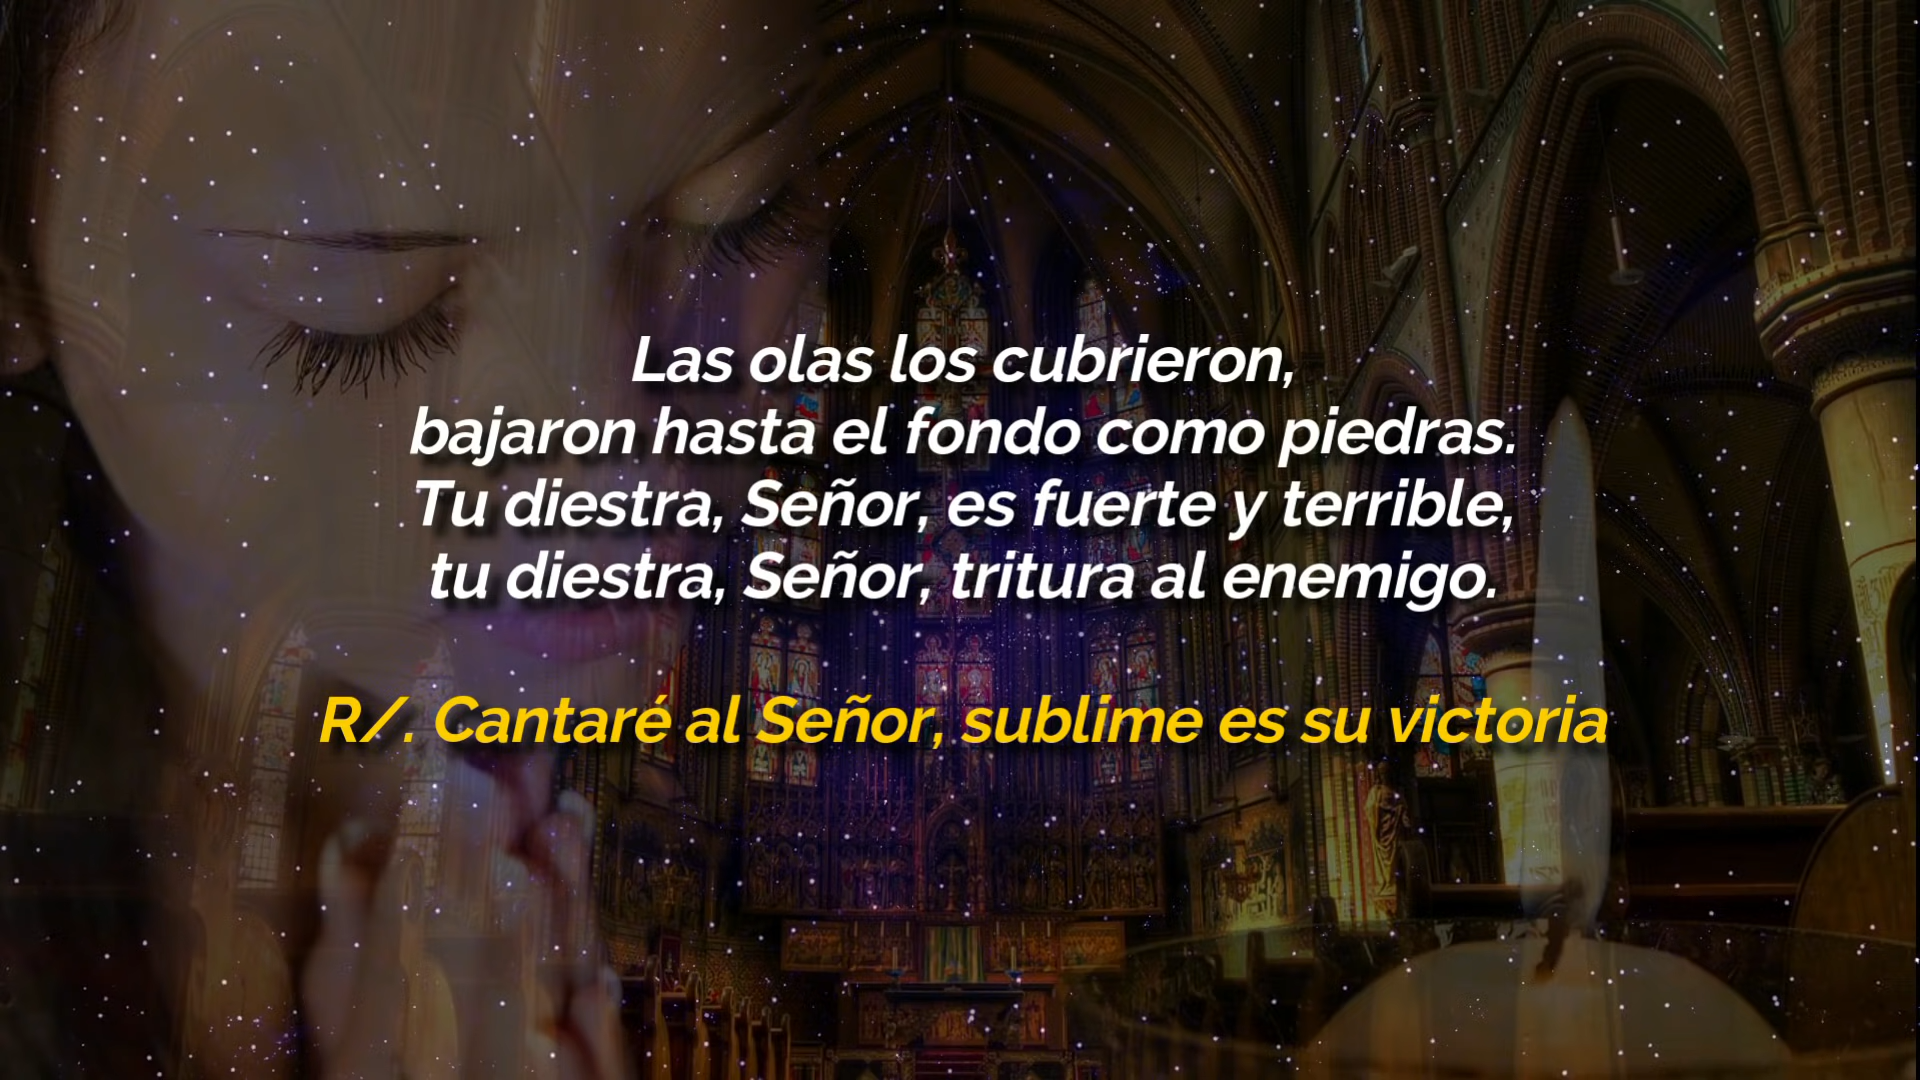 Las olas los cubrieron,
bajaron hasta el fondo como piedras.
Tu diestra, Señor, es fuerte y terrible,
tu diestra, Señor, tritura al enemigo.
R/. Cantaré al Señor, sublime es su victoria